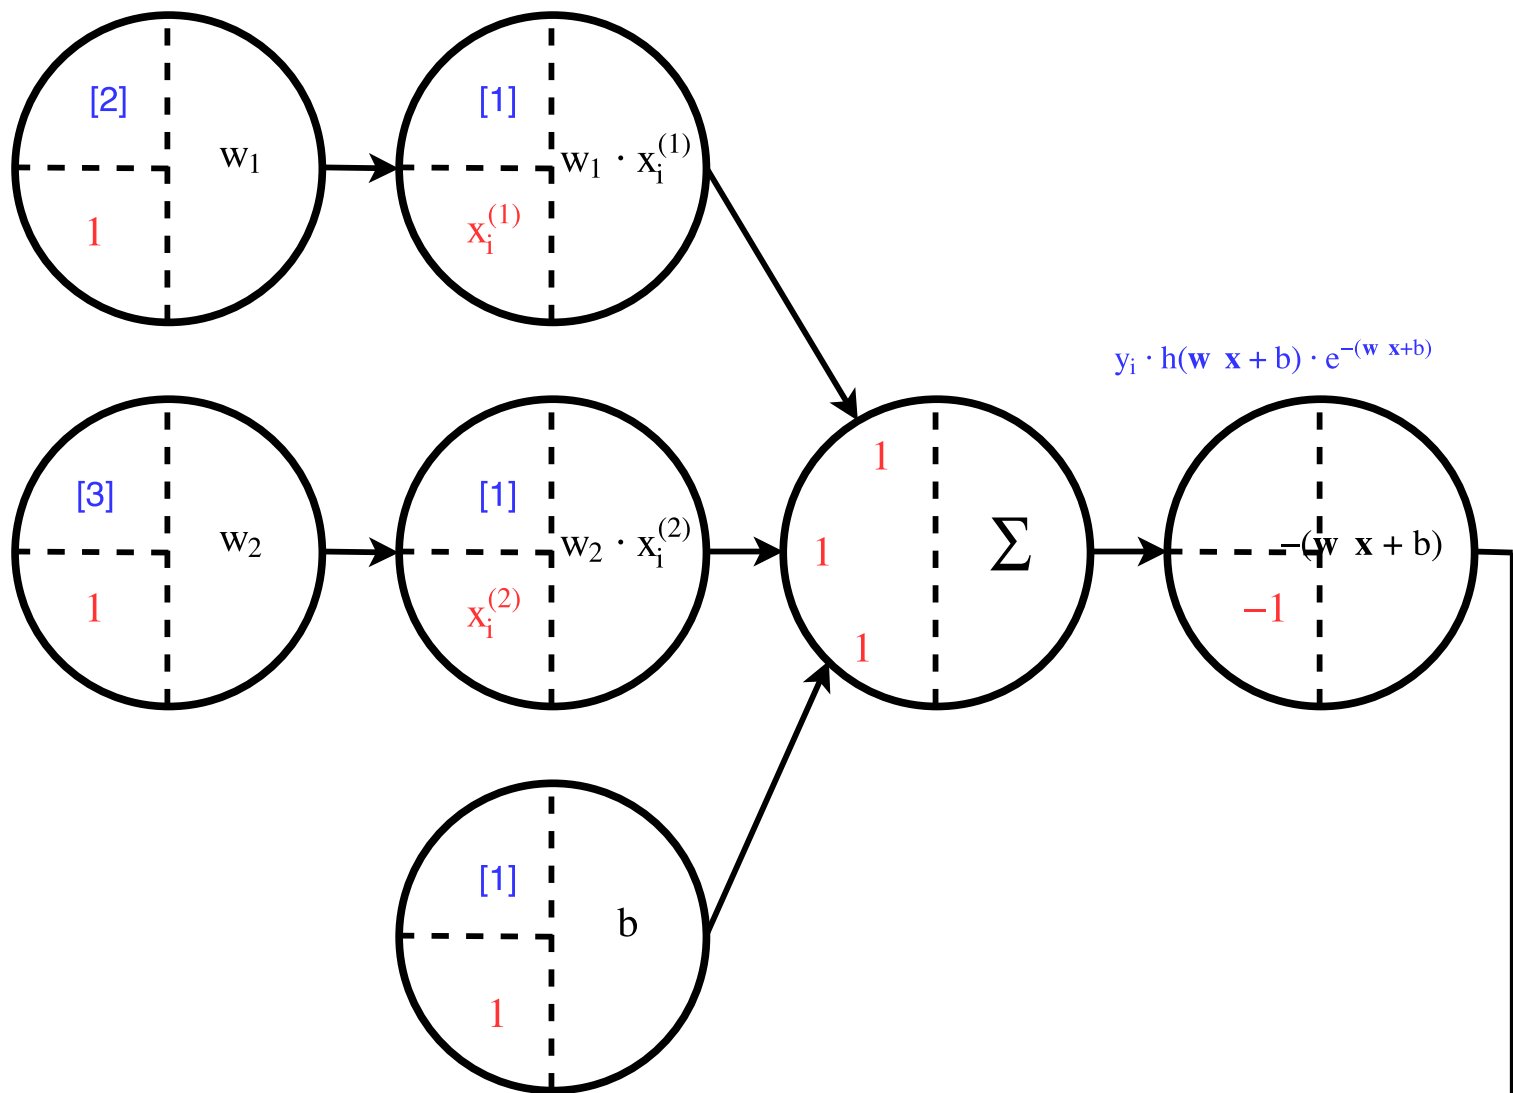 [2]
w₁
1
[1]
w₁ · xᵢ⁽¹⁾
xᵢ⁽¹⁾
yᵢ · h(w x + b) · e⁻⁽ʷ ˣ⁺ᵇ⁾
[3]
w₂
1
[1]
w₂ · xᵢ⁽²⁾
xᵢ⁽²⁾
1
1
1
Σ
−(w x + b)
−1
[1]
b
1